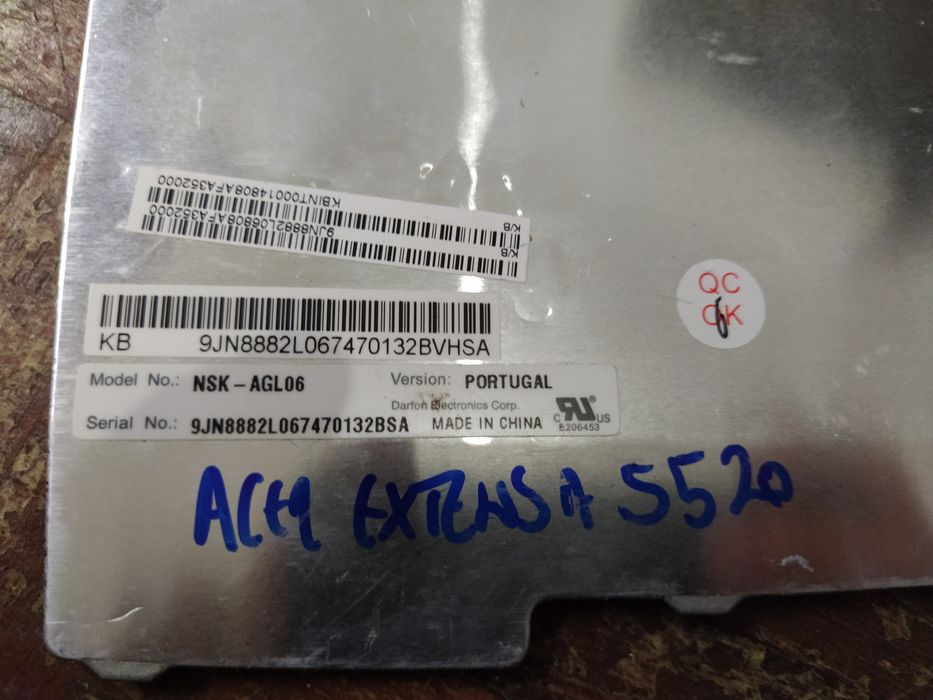 KBINT00014808AFA352000
K/B
9JN8882L06808AFA352000
K/B
KB 9JN8882L067470132BVHSA
Model No.: NSK-AGL06 Version: PORTUGAL
Darfon Electronics Corp.
Serial No.: 9JN8882L067470132BSA MADE IN CHINA
C RU® US
E206453
QC
OK
EXTENSA 5520